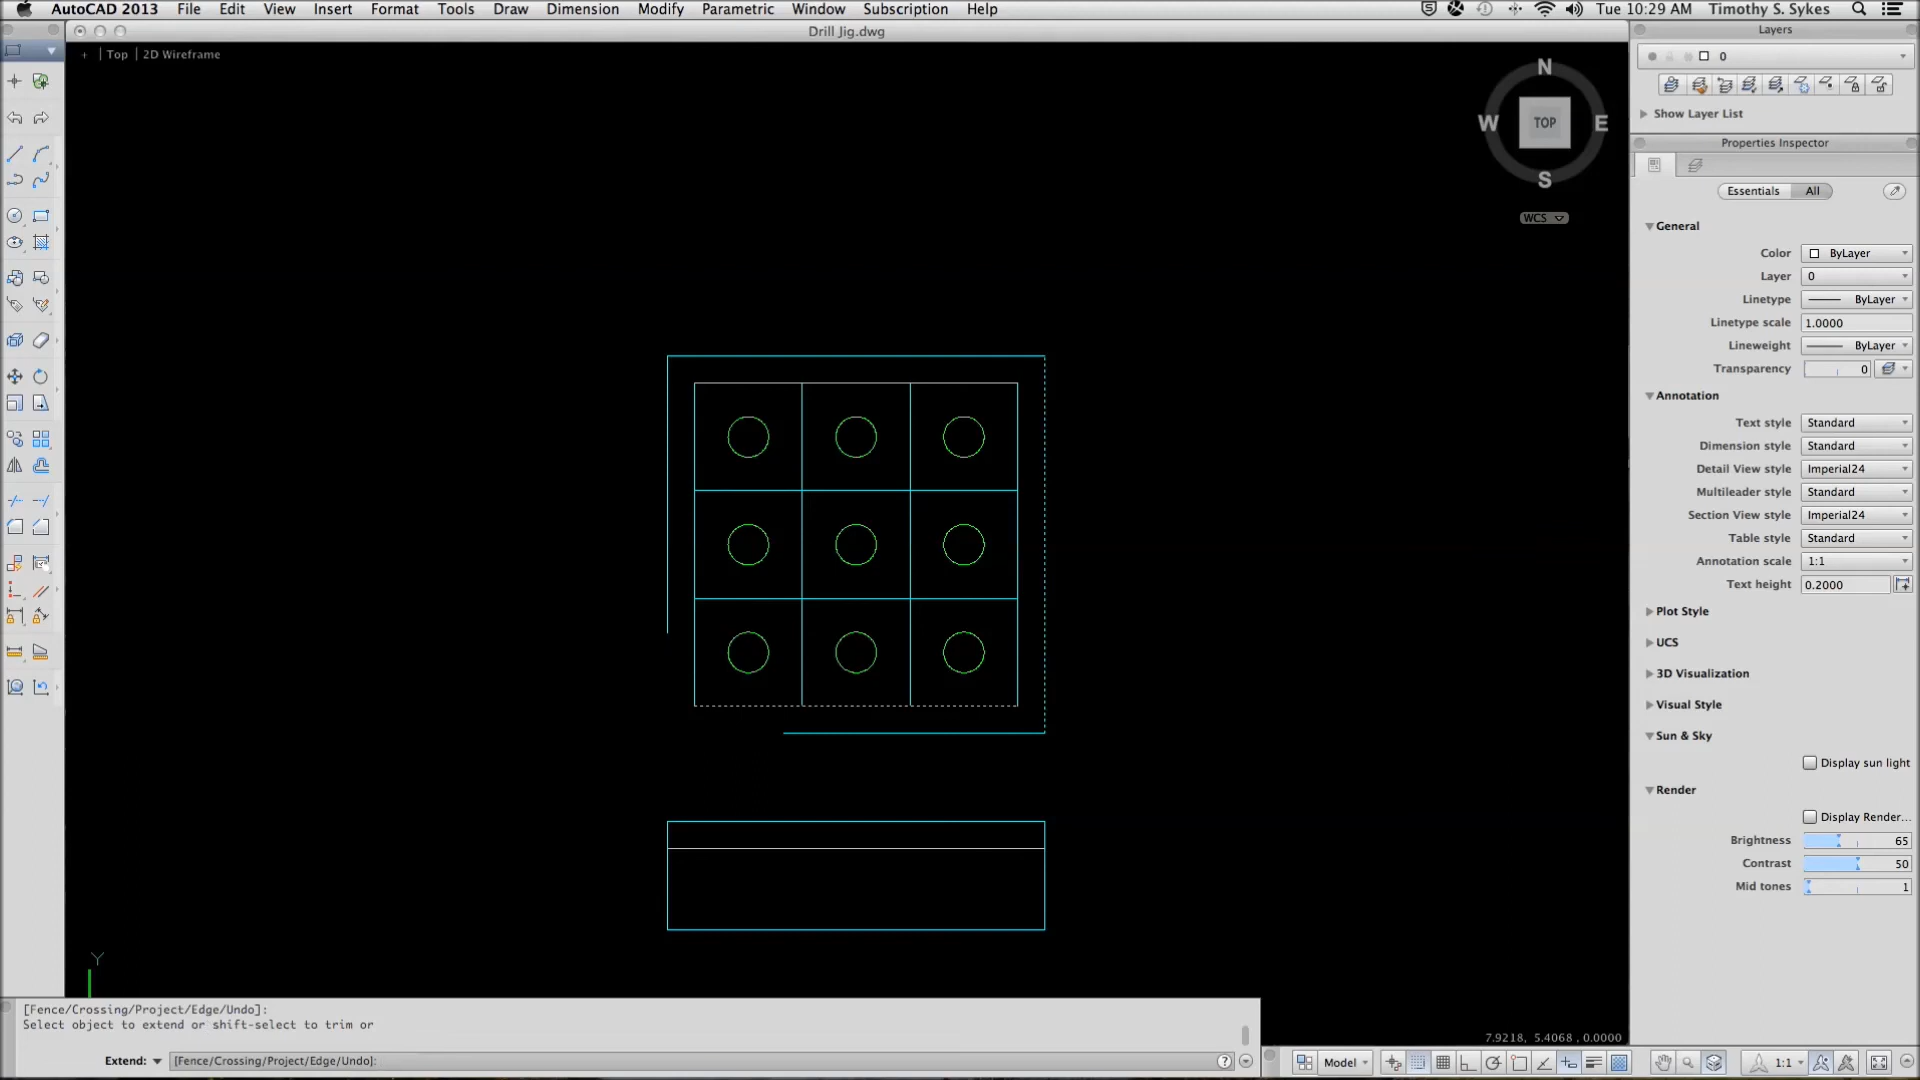 AutoCAD 2013 File Edit View Insert Format Tools Draw Dimension Modify Parametric Window Subscription Help Tue 10:29 AM Timothy S. Sykes
Drill Jig.dwg
+ | Top | 2D Wireframe
N
W TOP E
S
WCS
Layers
0
Show Layer List
Properties Inspector
Essentials All
General
Color ByLayer
Layer 0
Linetype ByLayer
Linetype scale 1.0000
Lineweight ByLayer
Transparency 0
Annotation
Text style Standard
Dimension style Standard
Detail View style Imperial24
Multileader style Standard
Section View style Imperial24
Table style Standard
Annotation scale 1:1
Text height 0.2000
Plot Style
UCS
3D Visualization
Visual Style
Sun & Sky
Display sun light
Render
Display Render...
Brightness 65
Contrast 50
Mid tones 1
Y
[Fence/Crossing/Project/Edge/Undo]:
Select object to extend or shift-select to trim or
Extend: [Fence/Crossing/Project/Edge/Undo]:
7.9218, 5.4068, 0.0000
Model 1:1